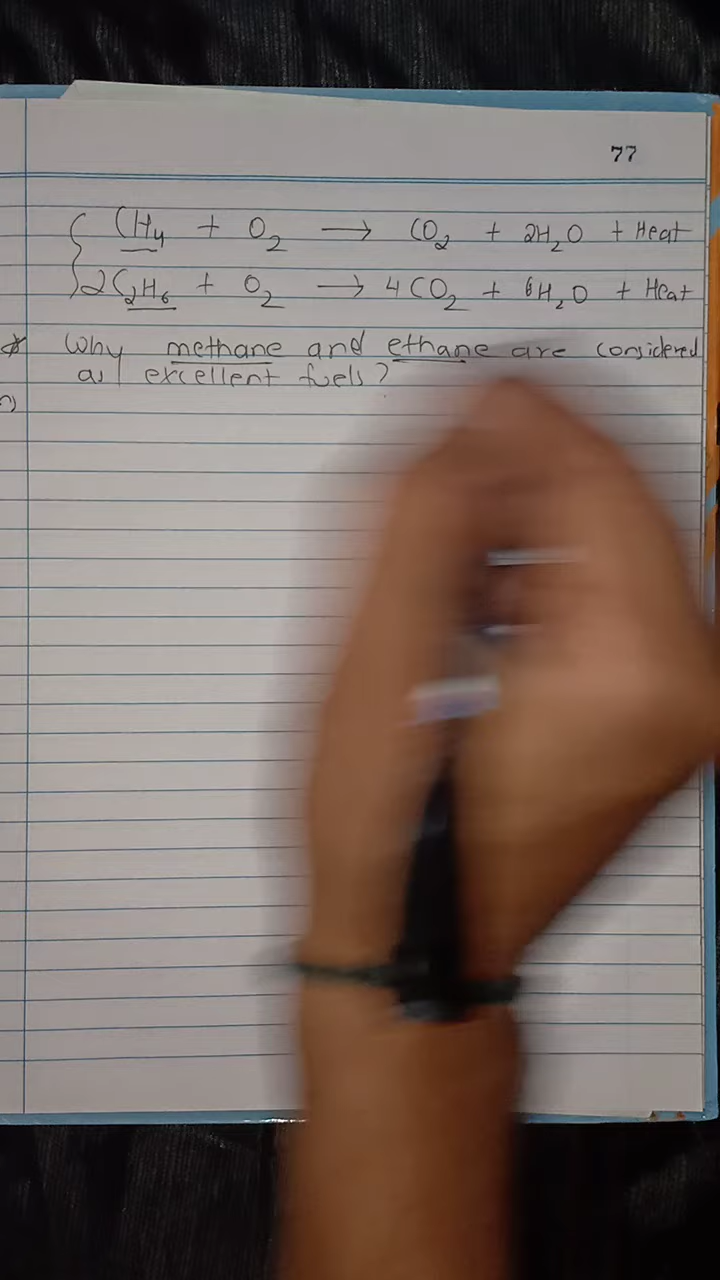 77
CH₄ + O₂ → CO₂ + 2H₂O + Heat
2C₂H₆ + O₂ → 4CO₂ + 6H₂O + Heat
* Why methane and ethane are considered
as excellent fuels?